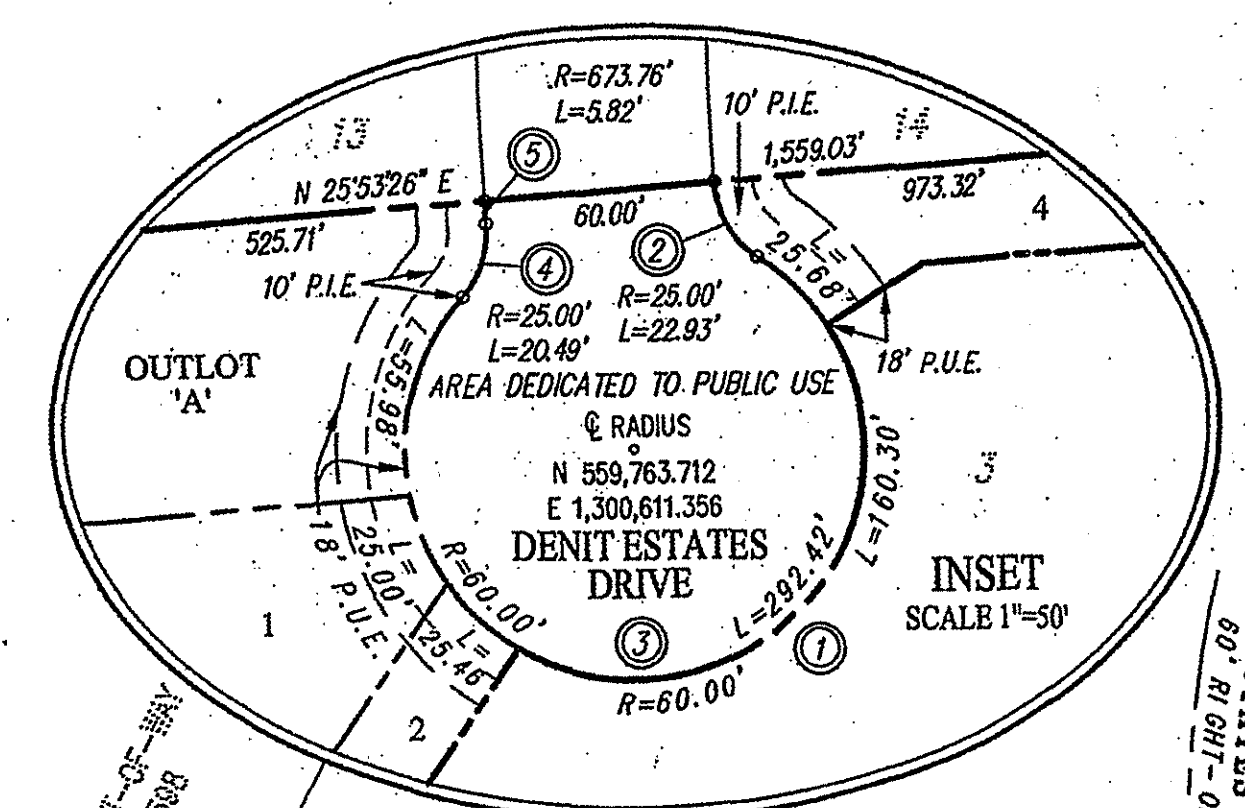 R=673.76'
L=5.82'
10' P.I.E.
13
14
5
1,559.03'
N 25°53'26" E
973.32'
4
525.71'
60.00'
2
L=
25.68'
10' P.I.E.
4
R=25.00'
L=20.49'
R=25.00'
L=22.93'
18' P.U.E.
OUTLOT
'A'
L=55.98'
AREA DEDICATED TO PUBLIC USE
℄ RADIUS
N 559,763.712
E 1,300,611.356
DENIT ESTATES
DRIVE
L=160.30'
3
INSET
SCALE 1"=50'
18' P.U.E.
L=
25.00'
R=60.00'
L=
25.46'
L=292.42'
1
3
1
R=60.00'
2
-OF-WAY
598
60' RIGHT-O